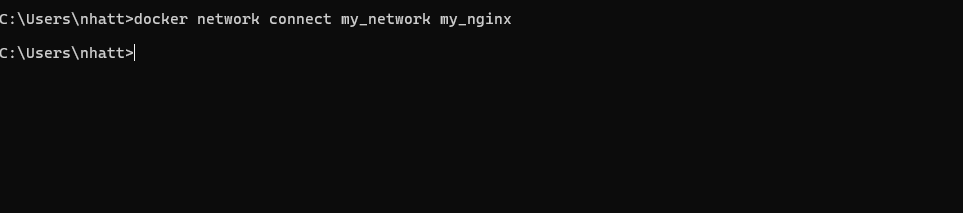 C:\Users\nhatt>docker network connect my_network my_nginx
C:\Users\nhatt>